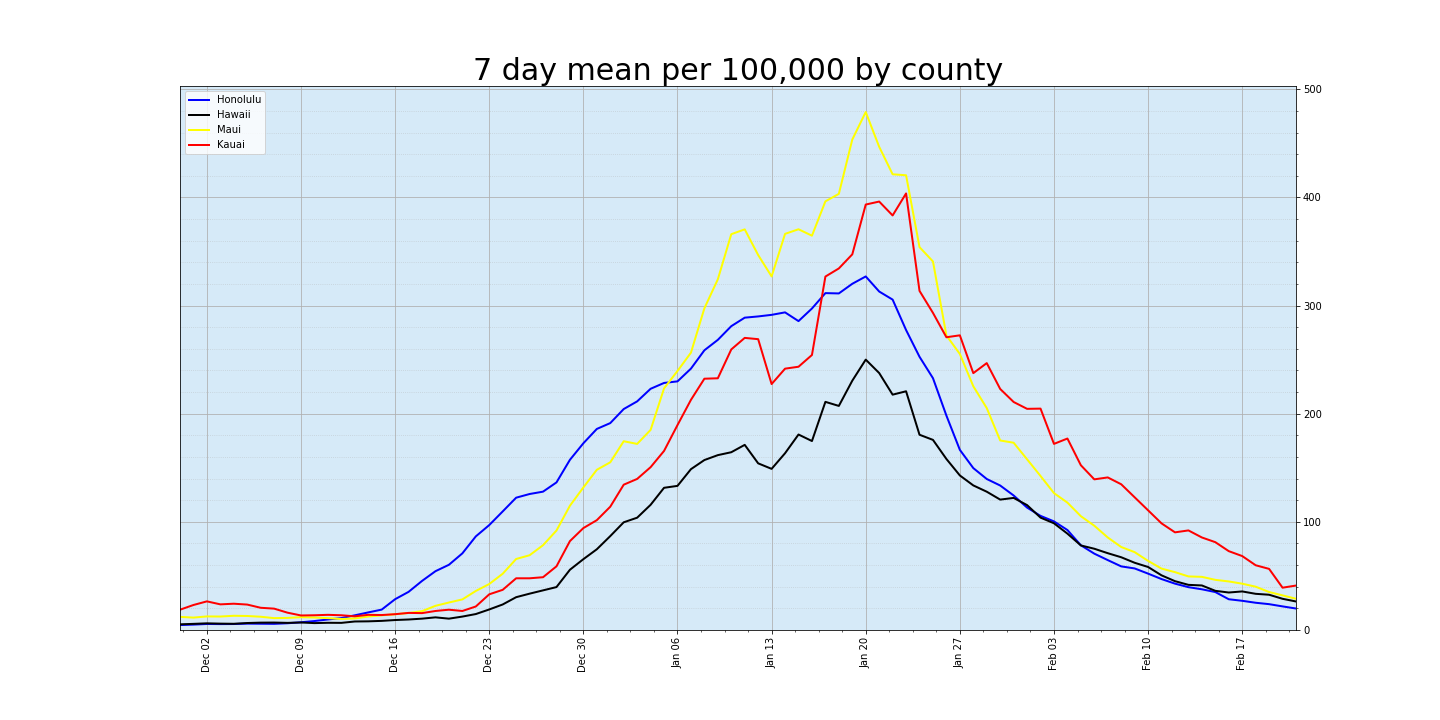 7 day mean per 100,000 by county
Honolulu
Hawaii
Maui
Kauai
500
400
300
200
100
0
Dec 02
Dec 09
Dec 16
Dec 23
Dec 30
Jan 06
Jan 13
Jan 20
Jan 27
Feb 03
Feb 10
Feb 17